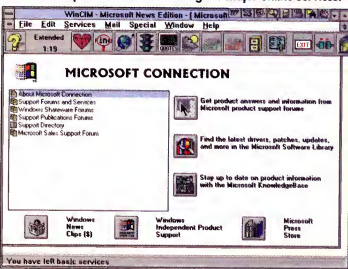 WinCIM - Microsoft News Edition - [ Microsoft
File Edit Services Mail Special Window Help
Extended
1:19
QUOTES
EXIT
MICROSOFT CONNECTION
About Microsoft Connection
Support Forums and Services
Windows Shareware Forums
Support Publications Forums
Support Directory
Microsoft Sales Support Forum
Get product answers and information from
Microsoft product support forums
Find the latest drivers, patches, updates,
and more in the Microsoft Software Library
Stay up to date on product information
with the Microsoft KnowledgeBase
Windows
News
Clips ($)
Windows
Independent Product
Support
Microsoft
Press
Store
You have left basic services